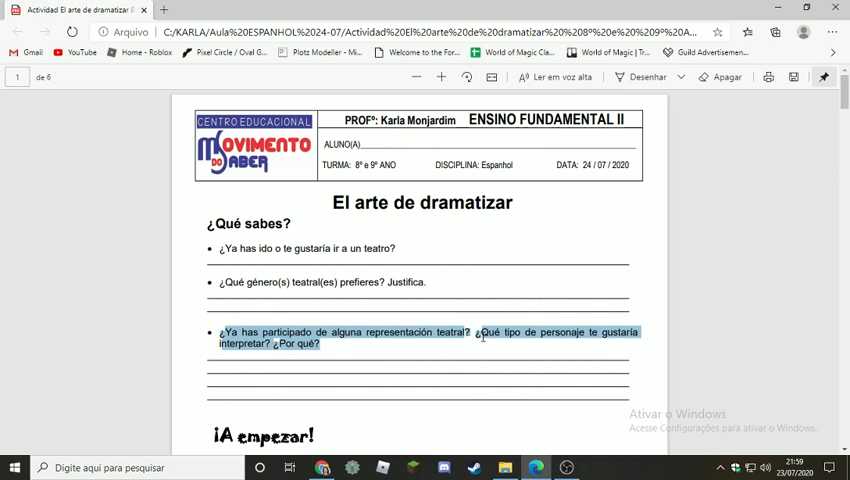 Actividad El arte de dramatizar 8
Arquivo
C:/KARLA/Aula%20ESPANHOL%202024-07/Actividad%20El%20arte%20de%20dramatizar%20%208º%20e%20%209º%20A...
Gmail
YouTube
Home - Roblox
Pixel Circle / Oval G...
Plotz Modeller - Mi...
Welcome to the For...
World of Magic Cla...
World of Magic | Tr...
Guild Advertisemen...
1
de 6
Ler em voz alta
Desenhar
Apagar
CENTRO EDUCACIONAL
MOVIMENTO
DO SABER
PROFº: Karla Monjardim ENSINO FUNDAMENTAL II
ALUNO(A)
TURMA: 8º e 9º ANO DISCIPLINA: Espanhol DATA: 24 / 07 / 2020
El arte de dramatizar
¿Qué sabes?
• ¿Ya has ido o te gustaría ir a un teatro?
• ¿Qué género(s) teatral(es) prefieres? Justifica.
• ¿Ya has participado de alguna representación teatral? ¿Qué tipo de personaje te gustaría
interpretar? ¿Por qué?
¡A empezar!
Ativar o Windows
Acesse Configurações para ativar o Windows.
Digite aqui para pesquisar
21:59
23/07/2020